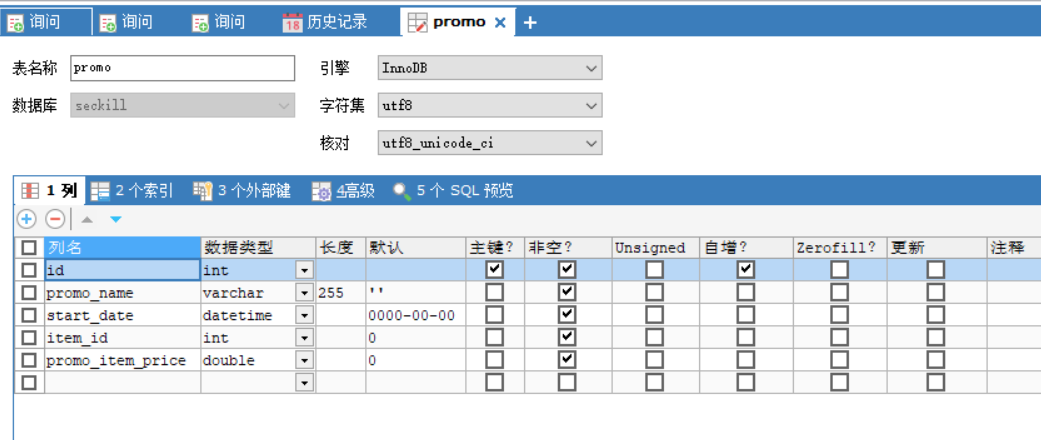 询问 询问 询问 18 历史记录 promo
表名称 promo 引擎 InnoDB
数据库 seckill 字符集 utf8
核对 utf8_unicode_ci
1 列 2 个索引 3 个外部键 4高级 5 个 SQL 预览
列名 数据类型 长度 默认 主键? 非空? Unsigned 自增? Zerofill? 更新 注释
id int
promo_name varchar 255 ''
start_date datetime 0000-00-00
item_id int 0
promo_item_price double 0